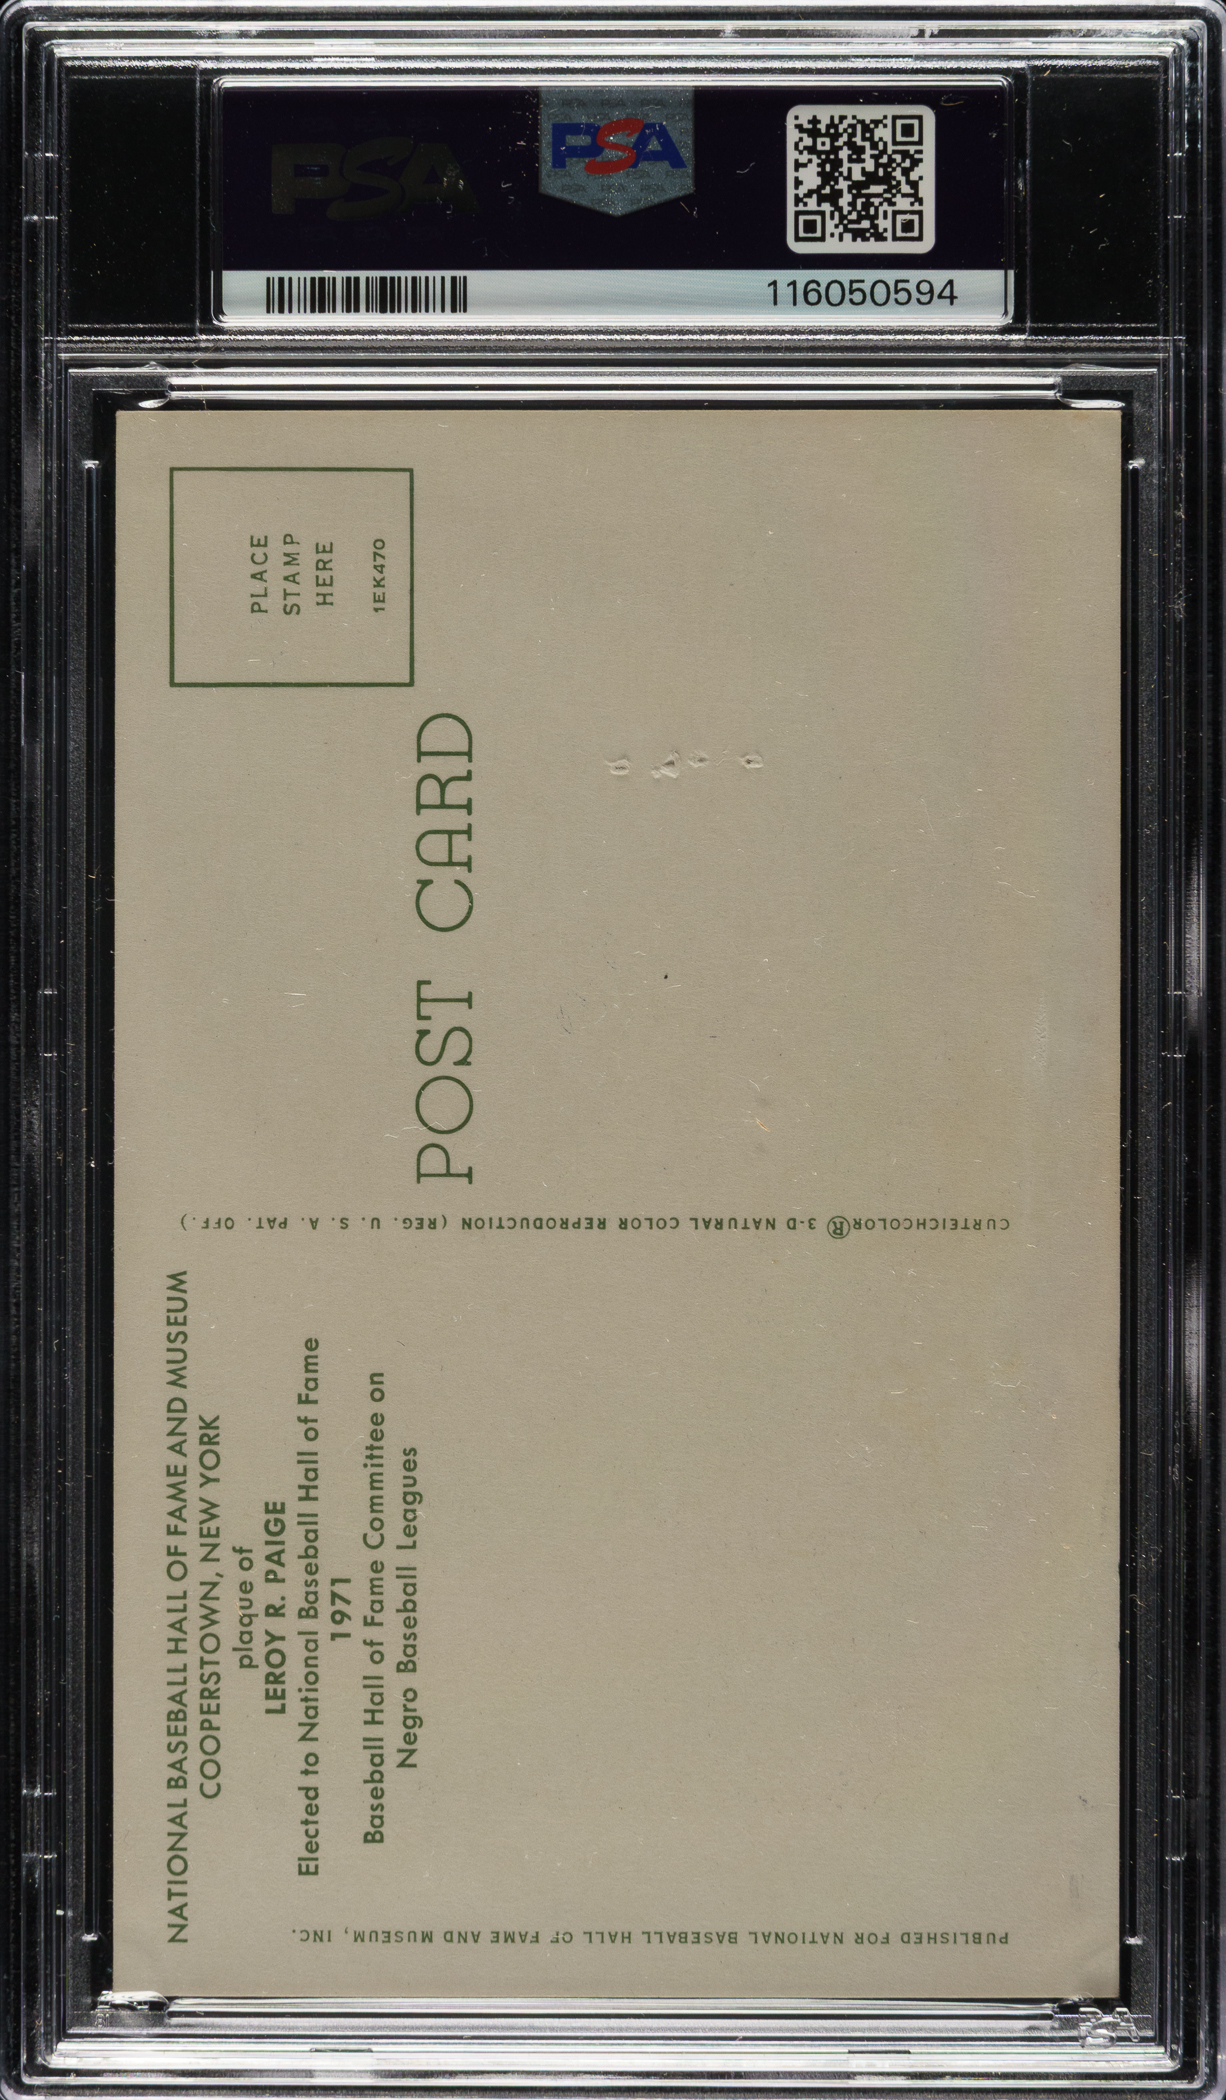 PSA
PSA
116050594
PLACE
STAMP
HERE
1EK470
POST CARD
CURTEICHCOLOR® 3-D NATURAL COLOR REPRODUCTION (REG. U. S. A. PAT. OFF.)
NATIONAL BASEBALL HALL OF FAME AND MUSEUM
COOPERSTOWN, NEW YORK
plaque of
LEROY R. PAIGE
Elected to National Baseball Hall of Fame
1971
Baseball Hall of Fame Committee on
Negro Baseball Leagues
PUBLISHED FOR NATIONAL BASEBALL HALL OF FAME AND MUSEUM, INC.
PSA